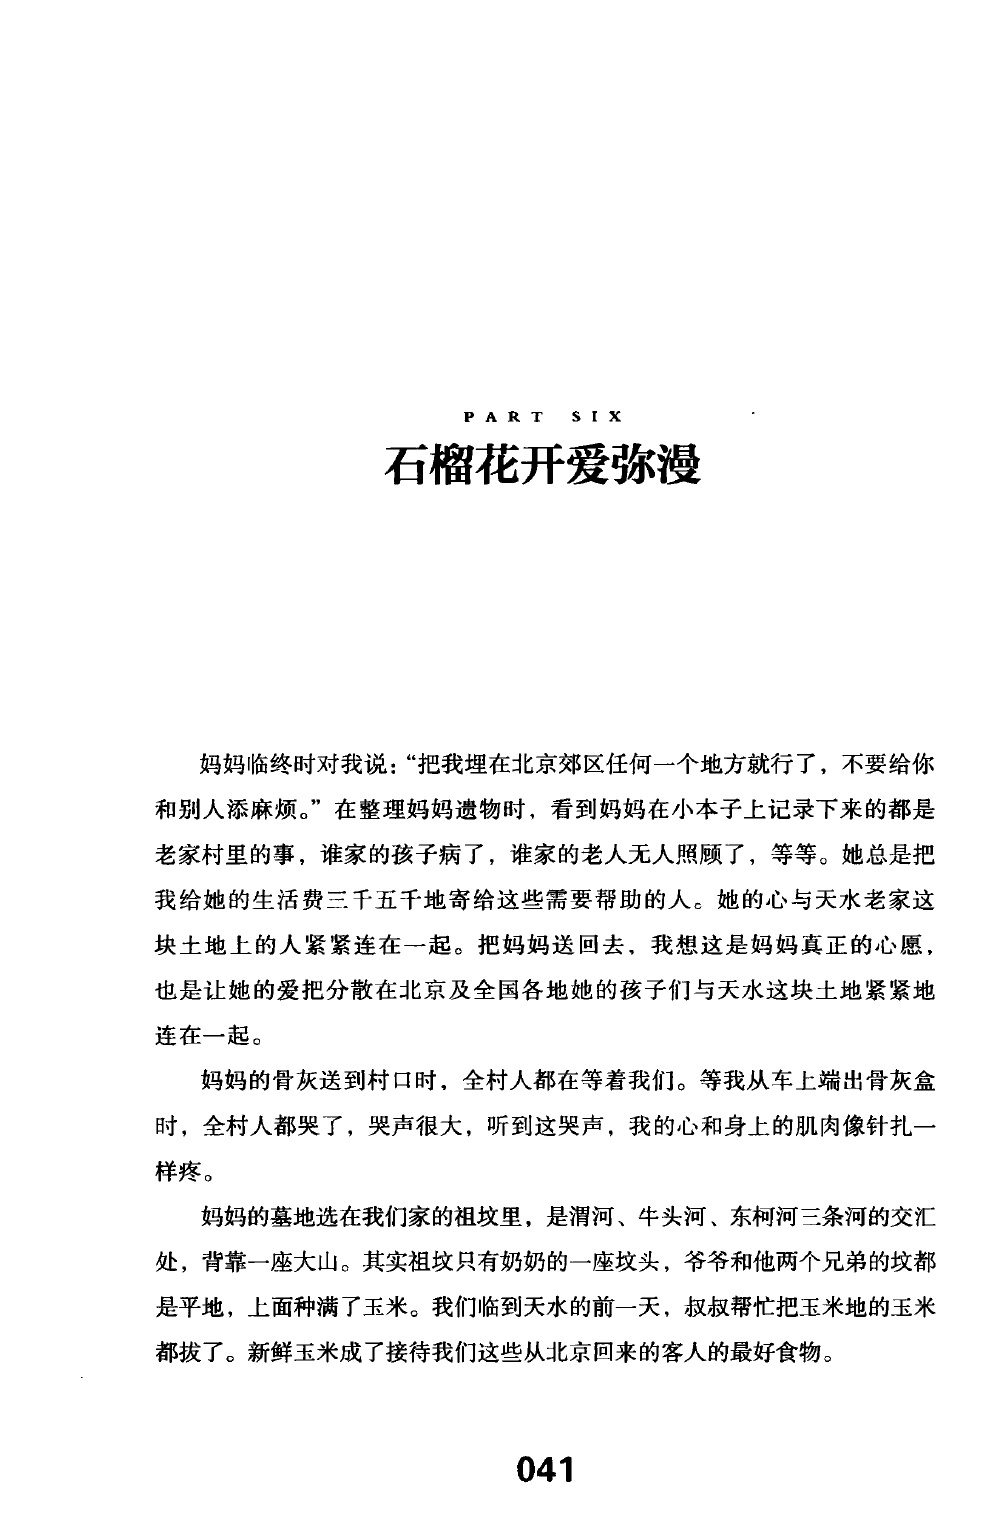 PART SIX
石榴花开爱弥漫
妈妈临终时对我说：“把我埋在北京郊区任何一个地方就行了，不要给你
和别人添麻烦。”在整理妈妈遗物时，看到妈妈在小本子上记录下来的都是
老家村里的事，谁家的孩子病了，谁家的老人无人照顾了，等等。她总是把
我给她的生活费三千五千地寄给这些需要帮助的人。她的心与天水老家这
块土地上的人紧紧连在一起。把妈妈送回去，我想这是妈妈真正的心愿，
也是让她的爱把分散在北京及全国各地她的孩子们与天水这块土地紧紧地
连在一起。
妈妈的骨灰送到村口时，全村人都在等着我们。等我从车上端出骨灰盒
时，全村人都哭了，哭声很大，听到这哭声，我的心和身上的肌肉像针扎一
样疼。
妈妈的墓地选在我们家的祖坟里，是渭河、牛头河、东柯河三条河的交汇
处，背靠一座大山。其实祖坟只有奶奶的一座坟头，爷爷和他两个兄弟的坟都
是平地，上面种满了玉米。我们临到天水的前一天，叔叔帮忙把玉米地的玉米
都拔了。新鲜玉米成了接待我们这些从北京回来的客人的最好食物。
041